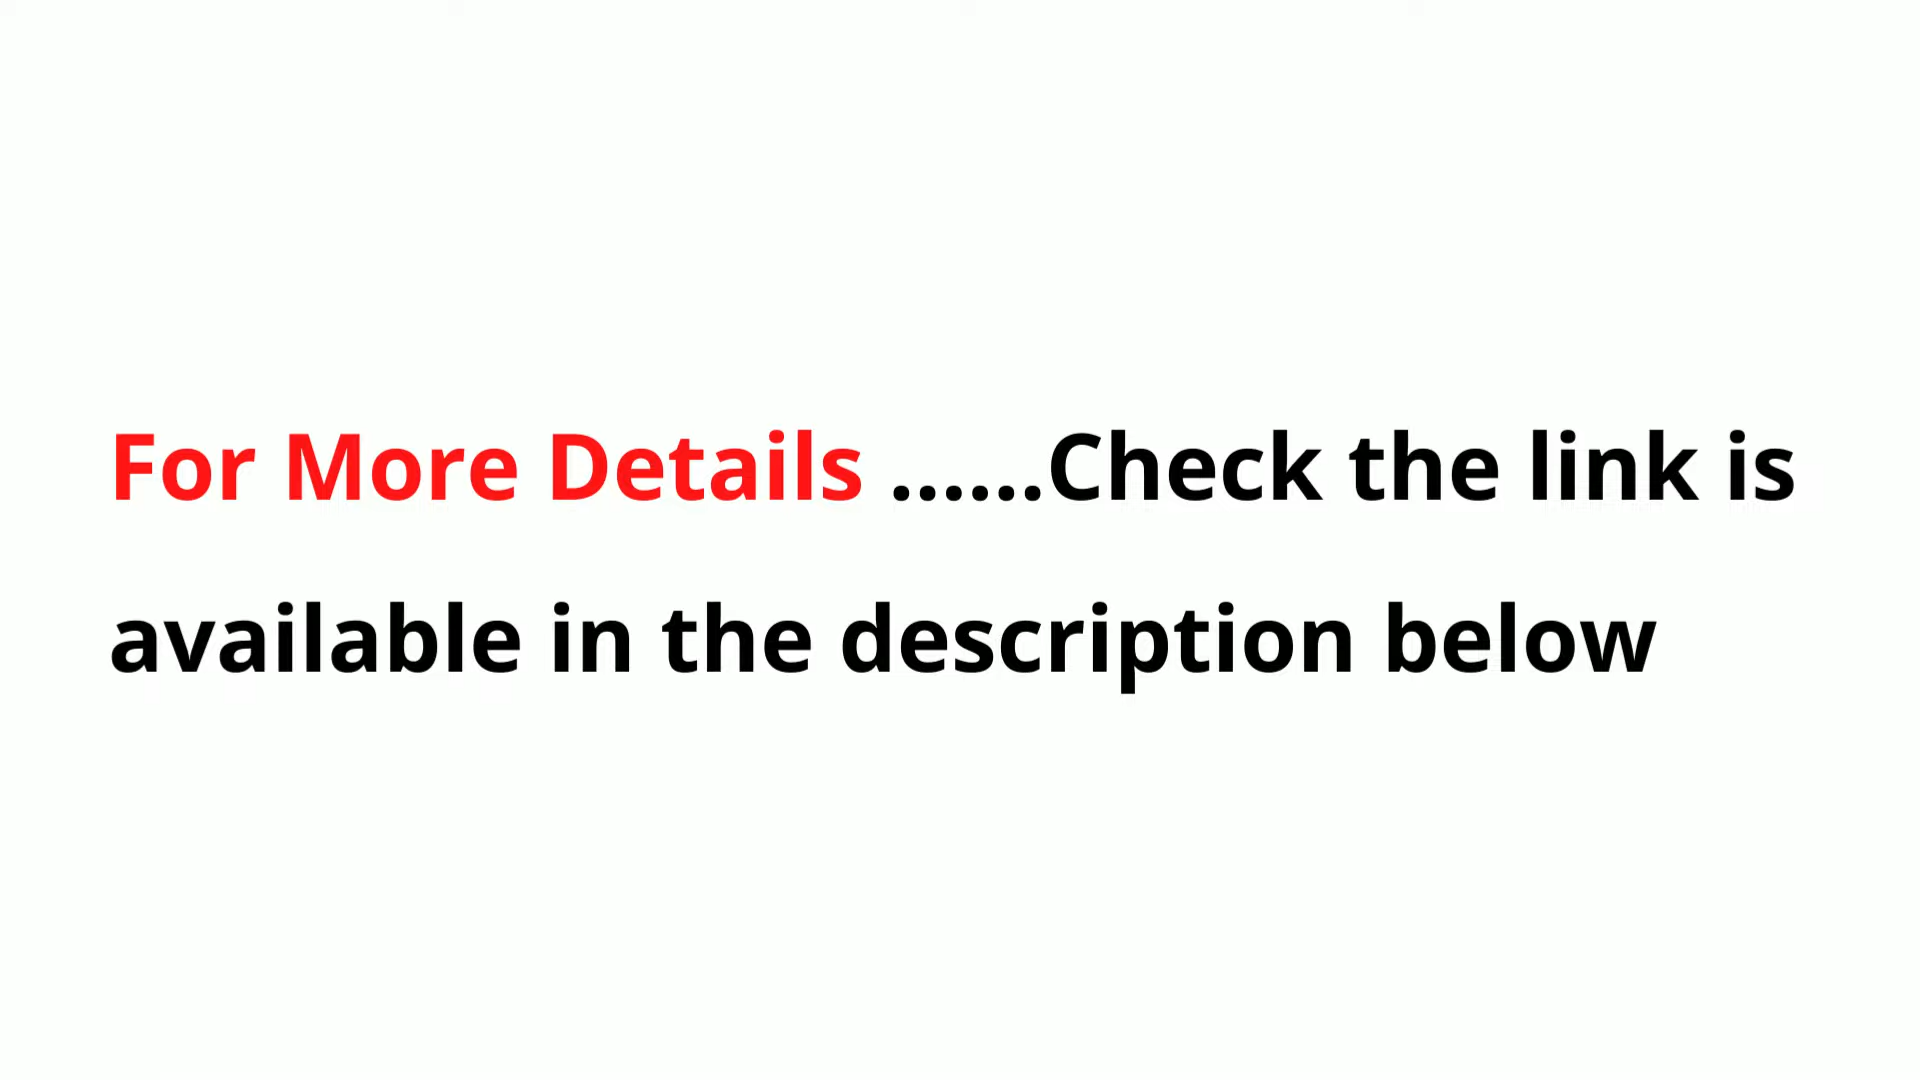 For More Details ......Check the link is
available in the description below